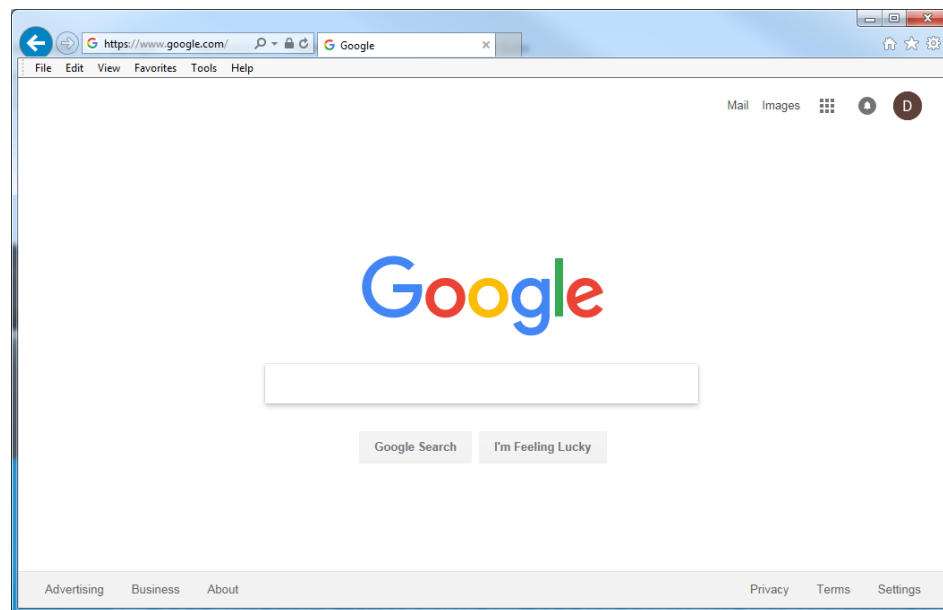 https://www.google.com/
Google
File Edit View Favorites Tools Help
Mail Images D
Google
Google Search I'm Feeling Lucky
Advertising Business About Privacy Terms Settings